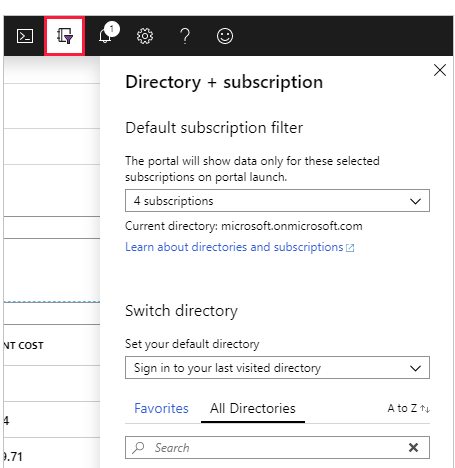 1
Directory + subscription
Default subscription filter
The portal will show data only for these selected
subscriptions on portal launch.
4 subscriptions
Current directory: microsoft.onmicrosoft.com
Learn about directories and subscriptions
Switch directory
Set your default directory
NT COST
Sign in to your last visited directory
Favorites All Directories A to Z
4
Search
9.71